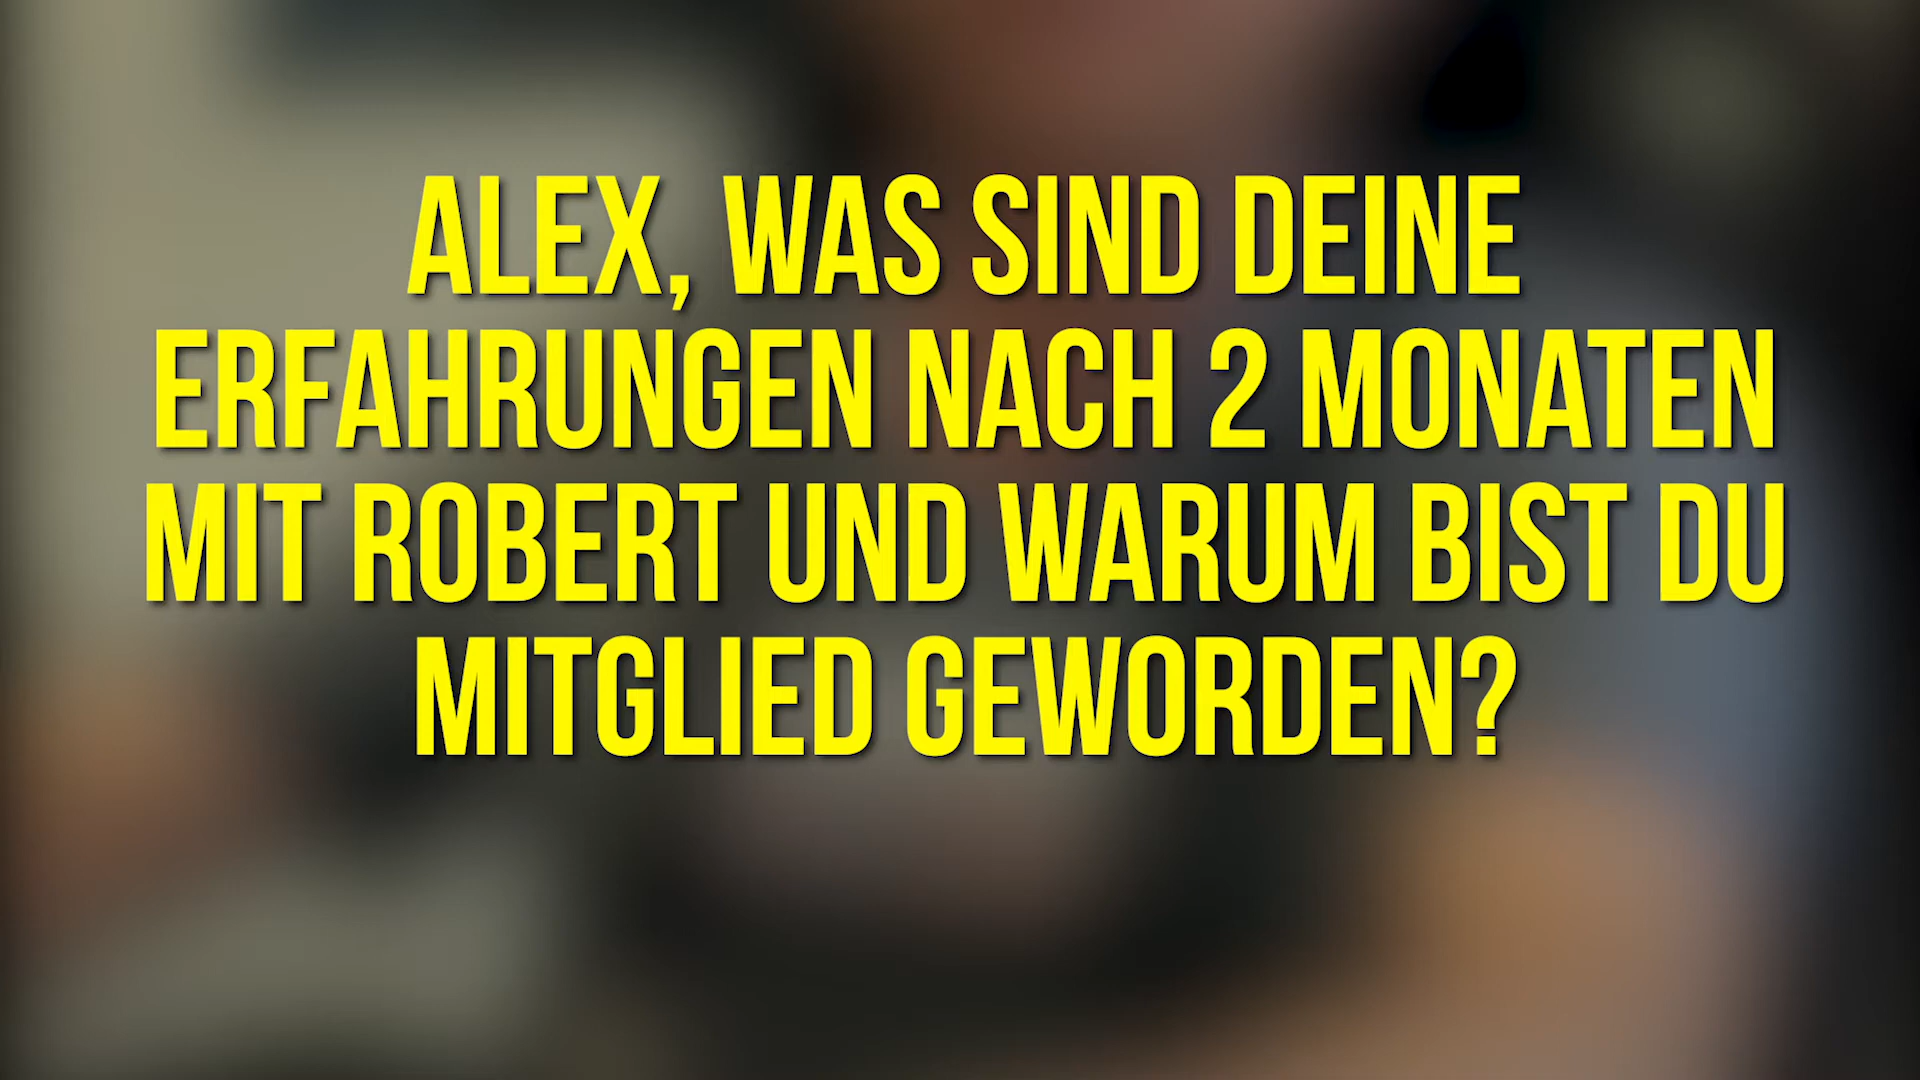 ALEX, WAS SIND DEINE
ERFAHRUNGEN NACH 2 MONATEN
MIT ROBERT UND WARUM BIST DU
MITGLIED GEWORDEN?